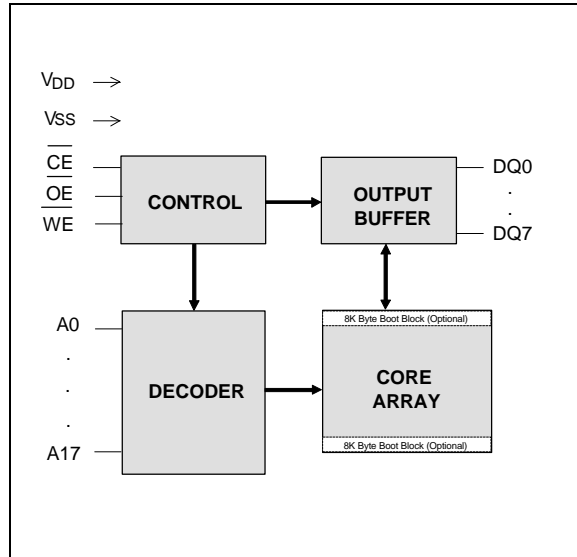 VDD
VSS
CE
OE
WE
CONTROL
OUTPUT
BUFFER
DQ0
.
.
DQ7
A0
.
.
.
A17
DECODER
8K Byte Boot Block (Optional)
CORE
ARRAY
8K Byte Boot Block (Optional)